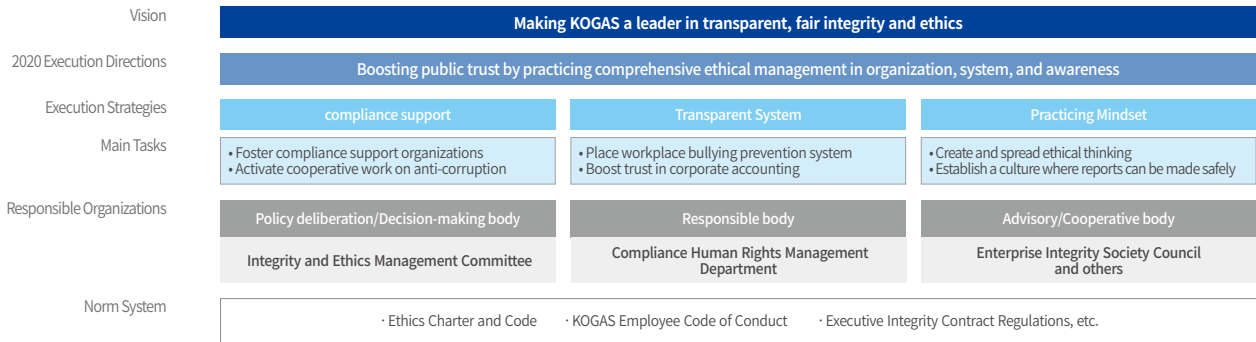 Vision
Making KOGAS a leader in transparent, fair integrity and ethics
2020 Execution Directions
Boosting public trust by practicing comprehensive ethical management in organization, system, and awareness
Execution Strategies
compliance support
Transparent System
Practicing Mindset
Main Tasks
• Foster compliance support organizations
• Activate cooperative work on anti-corruption
• Place workplace bullying prevention system
• Boost trust in corporate accounting
• Create and spread ethical thinking
• Establish a culture where reports can be made safely
Responsible Organizations
Policy deliberation/Decision-making body
Responsible body
Advisory/Cooperative body
Integrity and Ethics Management Committee
Compliance Human Rights Management
Department
Enterprise Integrity Society Council
and others
Norm System
· Ethics Charter and Code · KOGAS Employee Code of Conduct · Executive Integrity Contract Regulations, etc.